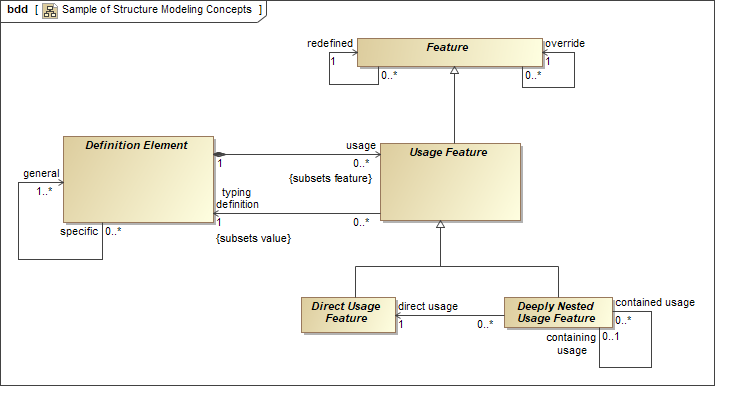 bdd [ Sample of Structure Modeling Concepts ]
redefined
Feature
override
1
0..*
0..*
1
Definition Element
usage
Usage Feature
1
0..*
general
{subsets feature}
1..*
typing
definition
1
0..*
specific
0..*
{subsets value}
Direct Usage
Feature
direct usage
1
0..*
Deeply Nested
Usage Feature
contained usage
0..*
containing
usage
0..1